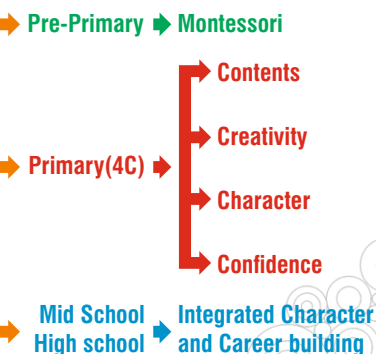 Pre-Primary Montessori
Contents
Creativity
Primary(4C)
Character
Confidence
Mid School Integrated Character
High school and Career building